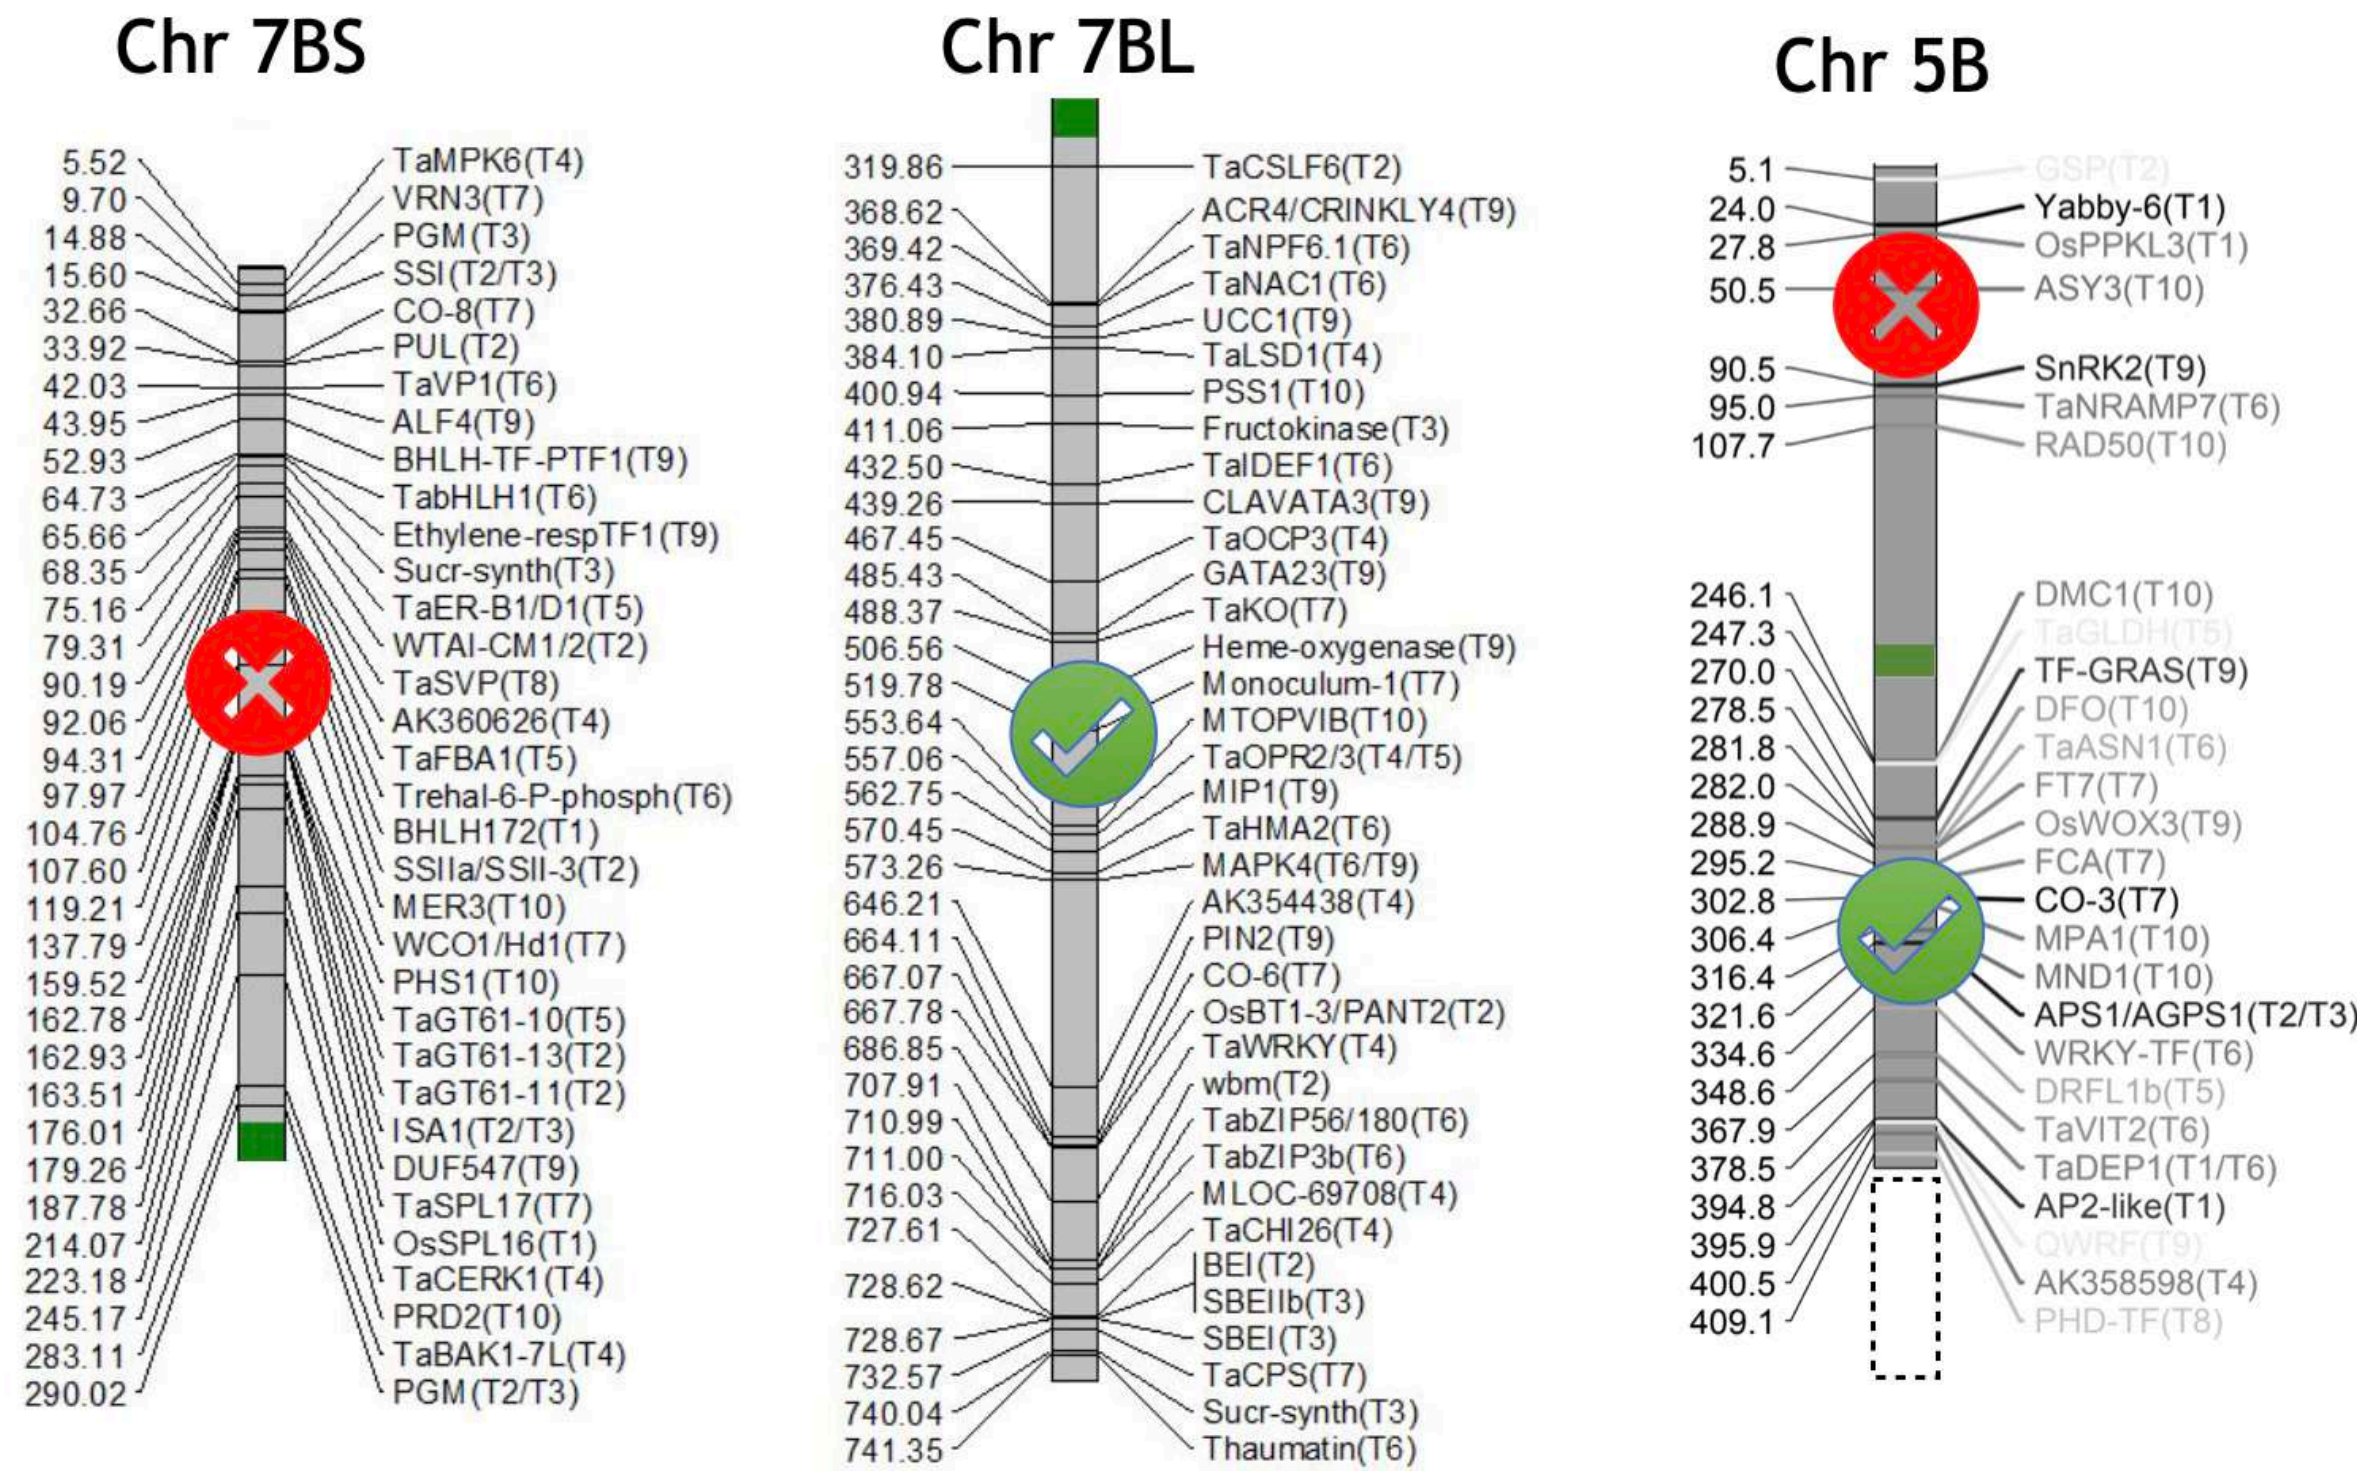 Chr 7BS
5.52 TaMPK6(T4)
9.70 VRN3(T7)
14.88 PGM(T3)
15.60 SSI(T2/T3)
32.66 CO-8(T7)
33.92 PUL(T2)
42.03 TaVP1(T6)
43.95 ALF4(T9)
52.93 BHLH-TF-PTF1(T9)
64.73 TabHLH1(T6)
65.66 Ethylene-respTF1(T9)
68.35 Sucr-synth(T3)
75.16 TaER-B1/D1(T5)
79.31 WTAI-CM1/2(T2)
90.19 TaSVP(T8)
92.06 AK360626(T4)
94.31 TaFBA1(T5)
97.97 Trehal-6-P-phosph(T6)
104.76 BHLH172(T1)
107.60 SSIIa/SSII-3(T2)
119.21 MER3(T10)
137.79 WCO1/Hd1(T7)
159.52 PHS1(T10)
162.78 TaGT61-10(T5)
162.93 TaGT61-13(T2)
163.51 TaGT61-11(T2)
176.01 ISA1(T2/T3)
179.26 DUF547(T9)
187.78 TaSPL17(T7)
214.07 OsSPL16(T1)
223.18 TaCERK1(T4)
245.17 PRD2(T10)
283.11 TaBAK1-7L(T4)
290.02 PGM(T2/T3)
Chr 7BL
319.86 TaCSLF6(T2)
368.62 ACR4/CRINKLY4(T9)
369.42 TaNPF6.1(T6)
376.43 TaNAC1(T6)
380.89 UCC1(T9)
384.10 TaLSD1(T4)
400.94 PSS1(T10)
411.06 Fructokinase(T3)
432.50 TaIDEF1(T6)
439.26 CLAVATA3(T9)
467.45 TaOCP3(T4)
485.43 GATA23(T9)
488.37 TaKO(T7)
506.56 Heme-oxygenase(T9)
519.78 Monoculum-1(T7)
553.64 MTOPVIB(T10)
557.06 TaOPR2/3(T4/T5)
562.75 MIP1(T9)
570.45 TaHMA2(T6)
573.26 MAPK4(T6/T9)
646.21 AK354438(T4)
664.11 PIN2(T9)
667.07 CO-6(T7)
667.78 OsBT1-3/PANT2(T2)
686.85 TaWRKY(T4)
707.91 wbm(T2)
710.99 TabZIP56/180(T6)
711.00 TabZIP3b(T6)
716.03 MLOC-69708(T4)
727.61 TaCHI26(T4)
728.62 BEI(T2)
SBEIIb(T3)
728.67 SBEI(T3)
732.57 TaCPS(T7)
740.04 Sucr-synth(T3)
741.35 Thaumatin(T6)
Chr 5B
5.1 GSP(T2)
24.0 Yabby-6(T1)
27.8 OsPPKL3(T1)
50.5 ASY3(T10)
90.5 SnRK2(T9)
95.0 TaNRAMP7(T6)
107.7 RAD50(T10)
246.1 DMC1(T10)
247.3 TaGLDH(T5)
270.0 TF-GRAS(T9)
278.5 DFO(T10)
281.8 TaASN1(T6)
282.0 FT7(T7)
288.9 OsWOX3(T9)
295.2 FCA(T7)
302.8 CO-3(T7)
306.4 MPA1(T10)
316.4 MND1(T10)
321.6 APS1/AGPS1(T2/T3)
334.6 WRKY-TF(T6)
348.6 DRFL1b(T5)
367.9 TaVIT2(T6)
378.5 TaDEP1(T1/T6)
394.8 AP2-like(T1)
395.9 QWRF(T9)
400.5 AK358598(T4)
409.1 PHD-TF(T8)